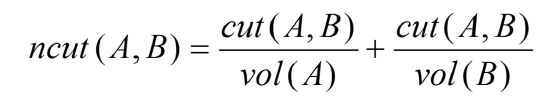 ncut(A, B) = cut(A, B) / vol(A) + cut(A, B) / vol(B)